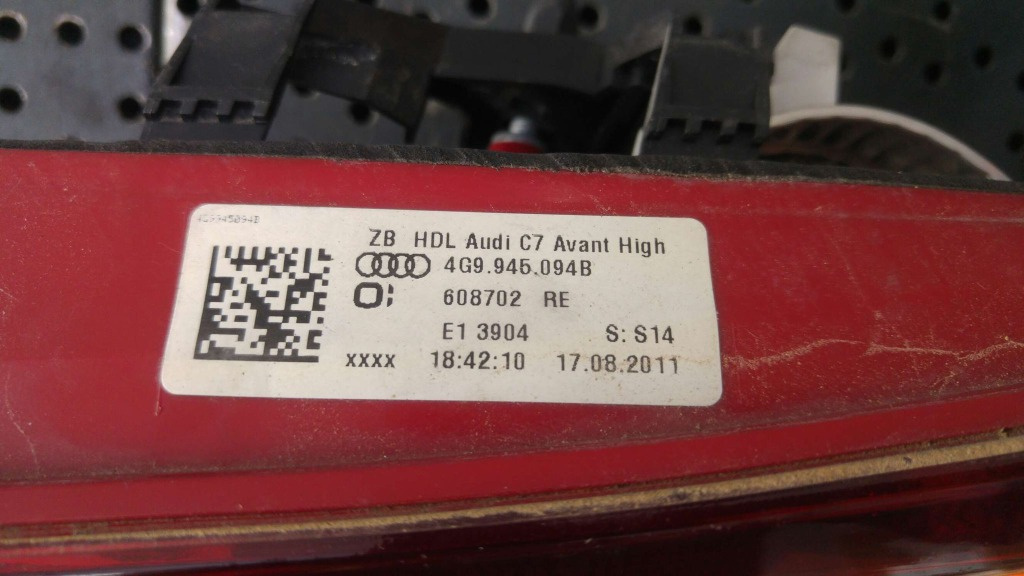 4G9945094B
ZB HDL Audi C7 Avant High
4G9.945.094B
608702 RE
E1 3904 S: S14
xxxx 18:42:10 17.08.2011